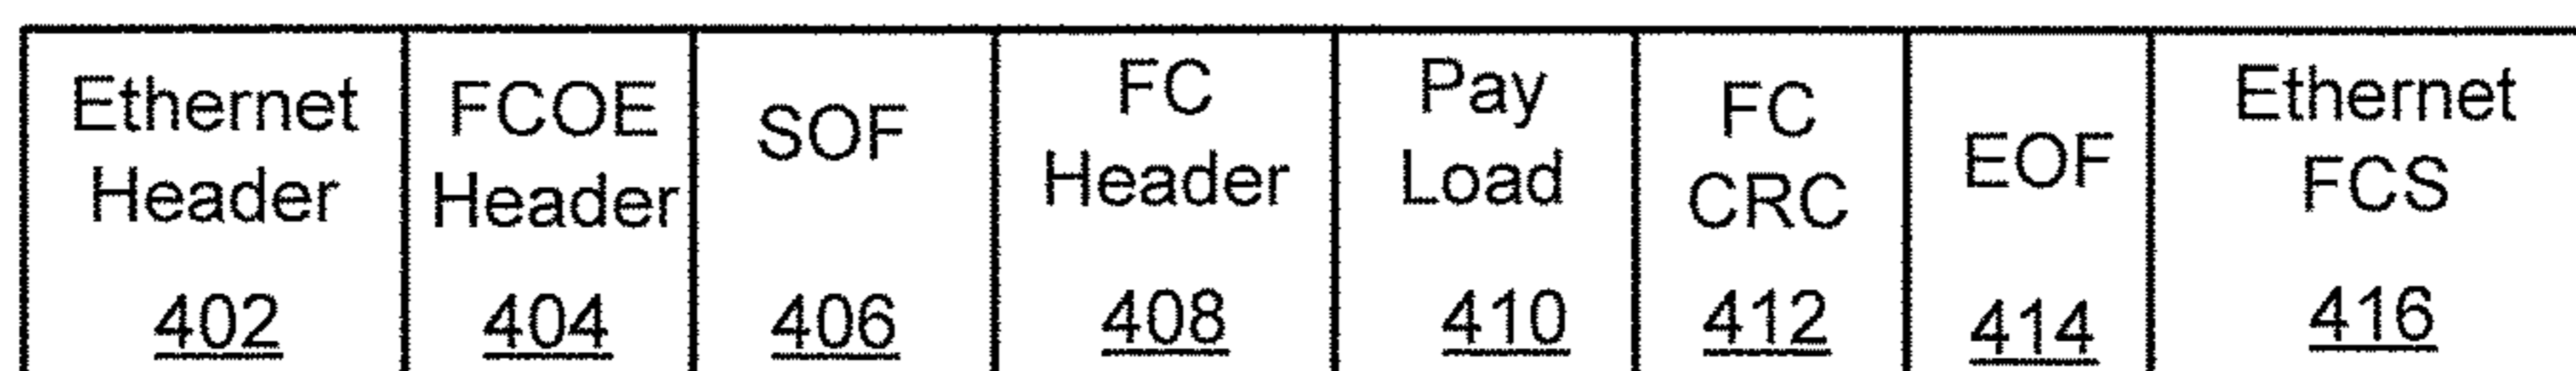 Ethernet
Header
402
FCOE
Header
404
SOF
406
FC
Header
408
Pay
Load
410
FC
CRC
412
EOF
414
Ethernet
FCS
416